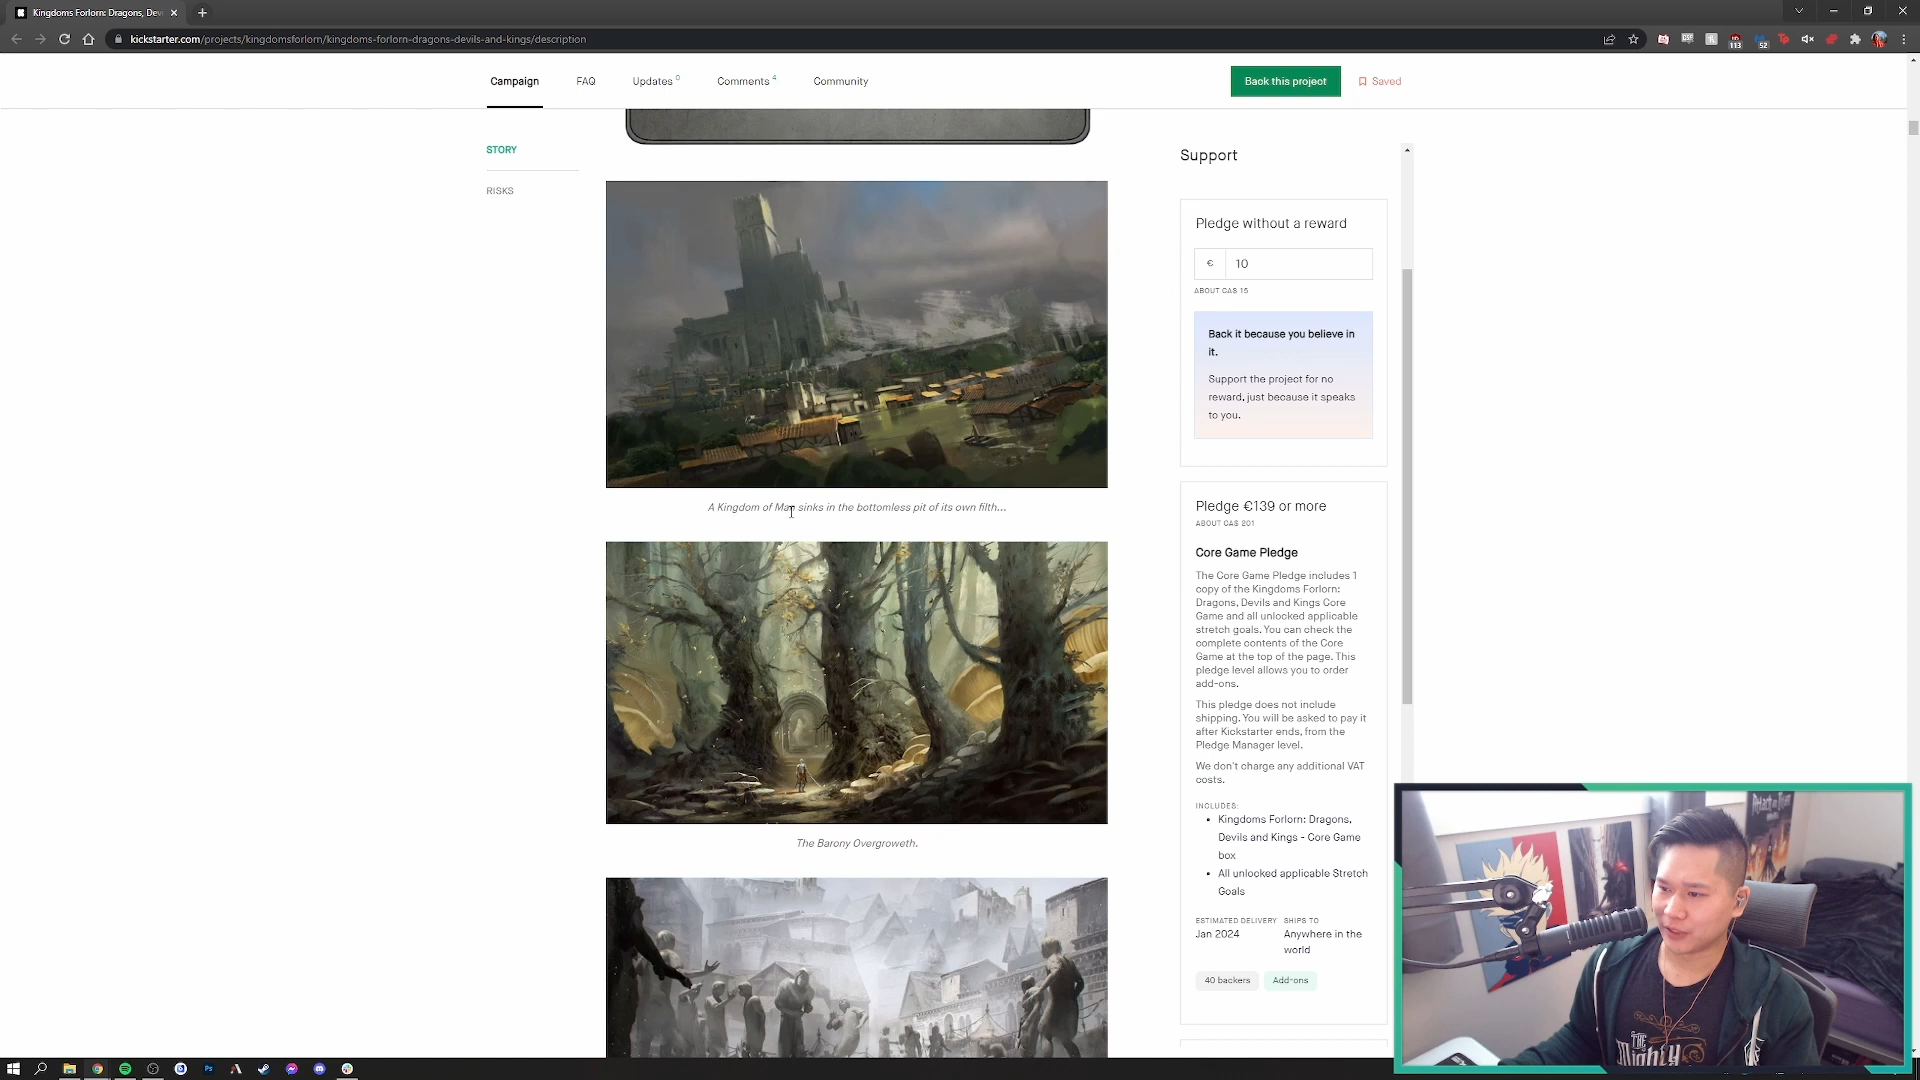 Kingdoms Forlorn: Dragons, Dev
kickstarter.com/projects/kingdomsforlorn/kingdoms-forlorn-dragons-devils-and-kings/description
113
52
Campaign
FAQ
Updates 0
Comments 4
Community
Back this project
Saved
STORY
RISKS
A Kingdom of Man sinks in the bottomless pit of its own filth...
The Barony Overgroweth.
Support
Pledge without a reward
€
10
ABOUT CA$ 15
Back it because you believe in
it.
Support the project for no
reward, just because it speaks
to you.
Pledge €139 or more
ABOUT CA$ 201
Core Game Pledge
The Core Game Pledge includes 1
copy of the Kingdoms Forlorn:
Dragons, Devils and Kings Core
Game and all unlocked applicable
stretch goals. You can check the
complete contents of the Core
Game at the top of the page. This
pledge level allows you to order
add-ons.
This pledge does not include
shipping. You will be asked to pay it
after Kickstarter ends, from the
Pledge Manager level.
We don't charge any additional VAT
costs.
INCLUDES:
Kingdoms Forlorn: Dragons,
Devils and Kings - Core Game
box
All unlocked applicable Stretch
Goals
ESTIMATED DELIVERY
Jan 2024
SHIPS TO
Anywhere in the
world
40 backers
Add-ons
Attack on Titan
THE
Mighty